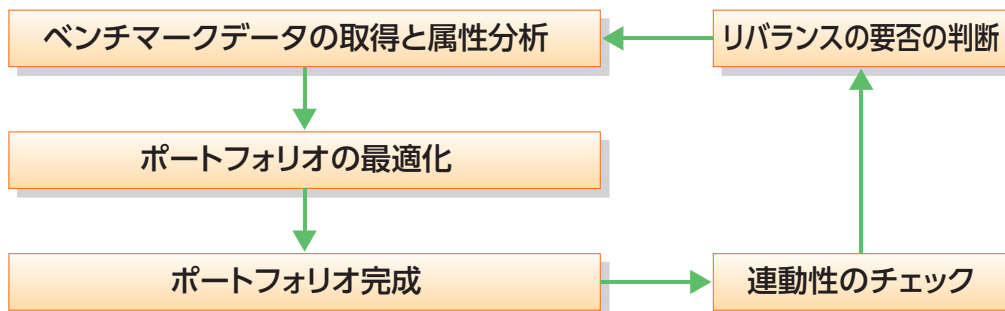 ベンチマークデータの取得と属性分析
リバランスの要否の判断
ポートフォリオの最適化
ポートフォリオ完成
連動性のチェック